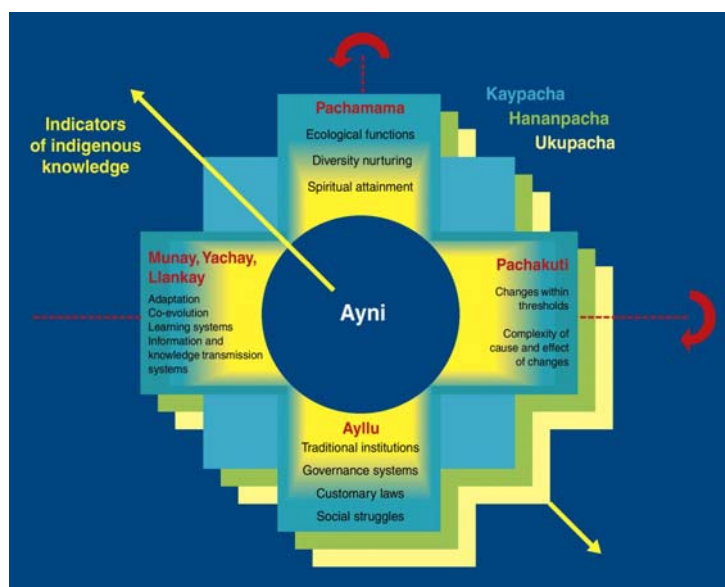 Indicators
of indigenous
knowledge
Kaypacha
Hananpacha
Ukupacha
Pachamama
Ecological functions
Diversity nurturing
Spiritual attainment
Munay, Yachay,
Llankay
Adaptation
Co-evolution
Learning systems
Information and
knowledge transmission
systems
Ayni
Pachakuti
Changes within
thresholds
Complexity of
cause and effect
of changes
Ayllu
Traditional institutions
Governance systems
Customary laws
Social struggles